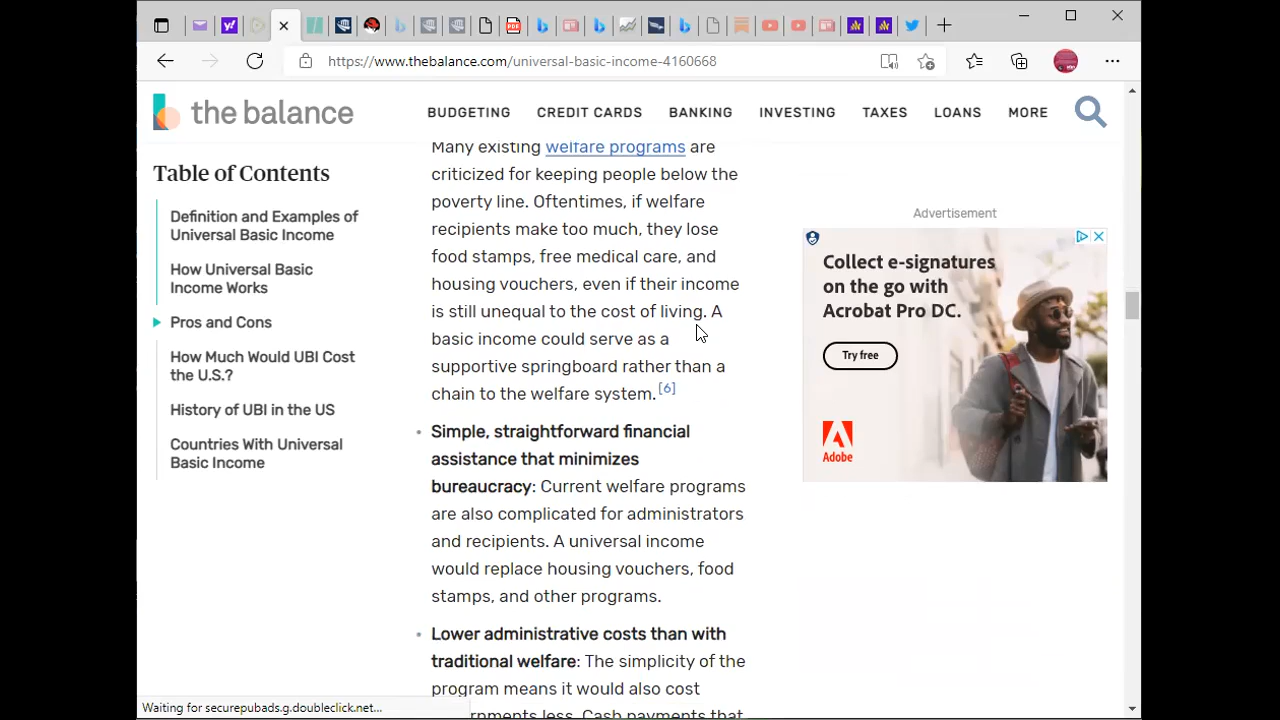 https://www.thebalance.com/universal-basic-income-4160668
the balance
BUDGETING CREDIT CARDS BANKING INVESTING TAXES LOANS MORE
Table of Contents
Definition and Examples of
Universal Basic Income
How Universal Basic
Income Works
Pros and Cons
How Much Would UBI Cost
the U.S.?
History of UBI in the US
Countries With Universal
Basic Income
Many existing welfare programs are
criticized for keeping people below the
poverty line. Oftentimes, if welfare
recipients make too much, they lose
food stamps, free medical care, and
housing vouchers, even if their income
is still unequal to the cost of living. A
basic income could serve as a
supportive springboard rather than a
chain to the welfare system. [6]
Simple, straightforward financial
assistance that minimizes
bureaucracy: Current welfare programs
are also complicated for administrators
and recipients. A universal income
would replace housing vouchers, food
stamps, and other programs.
Lower administrative costs than with
traditional welfare: The simplicity of the
program means it would also cost
less. Cash payments that
Advertisement
Collect e-signatures
on the go with
Acrobat Pro DC.
Try free
Adobe
Waiting for securepubads.g.doubleclick.net...